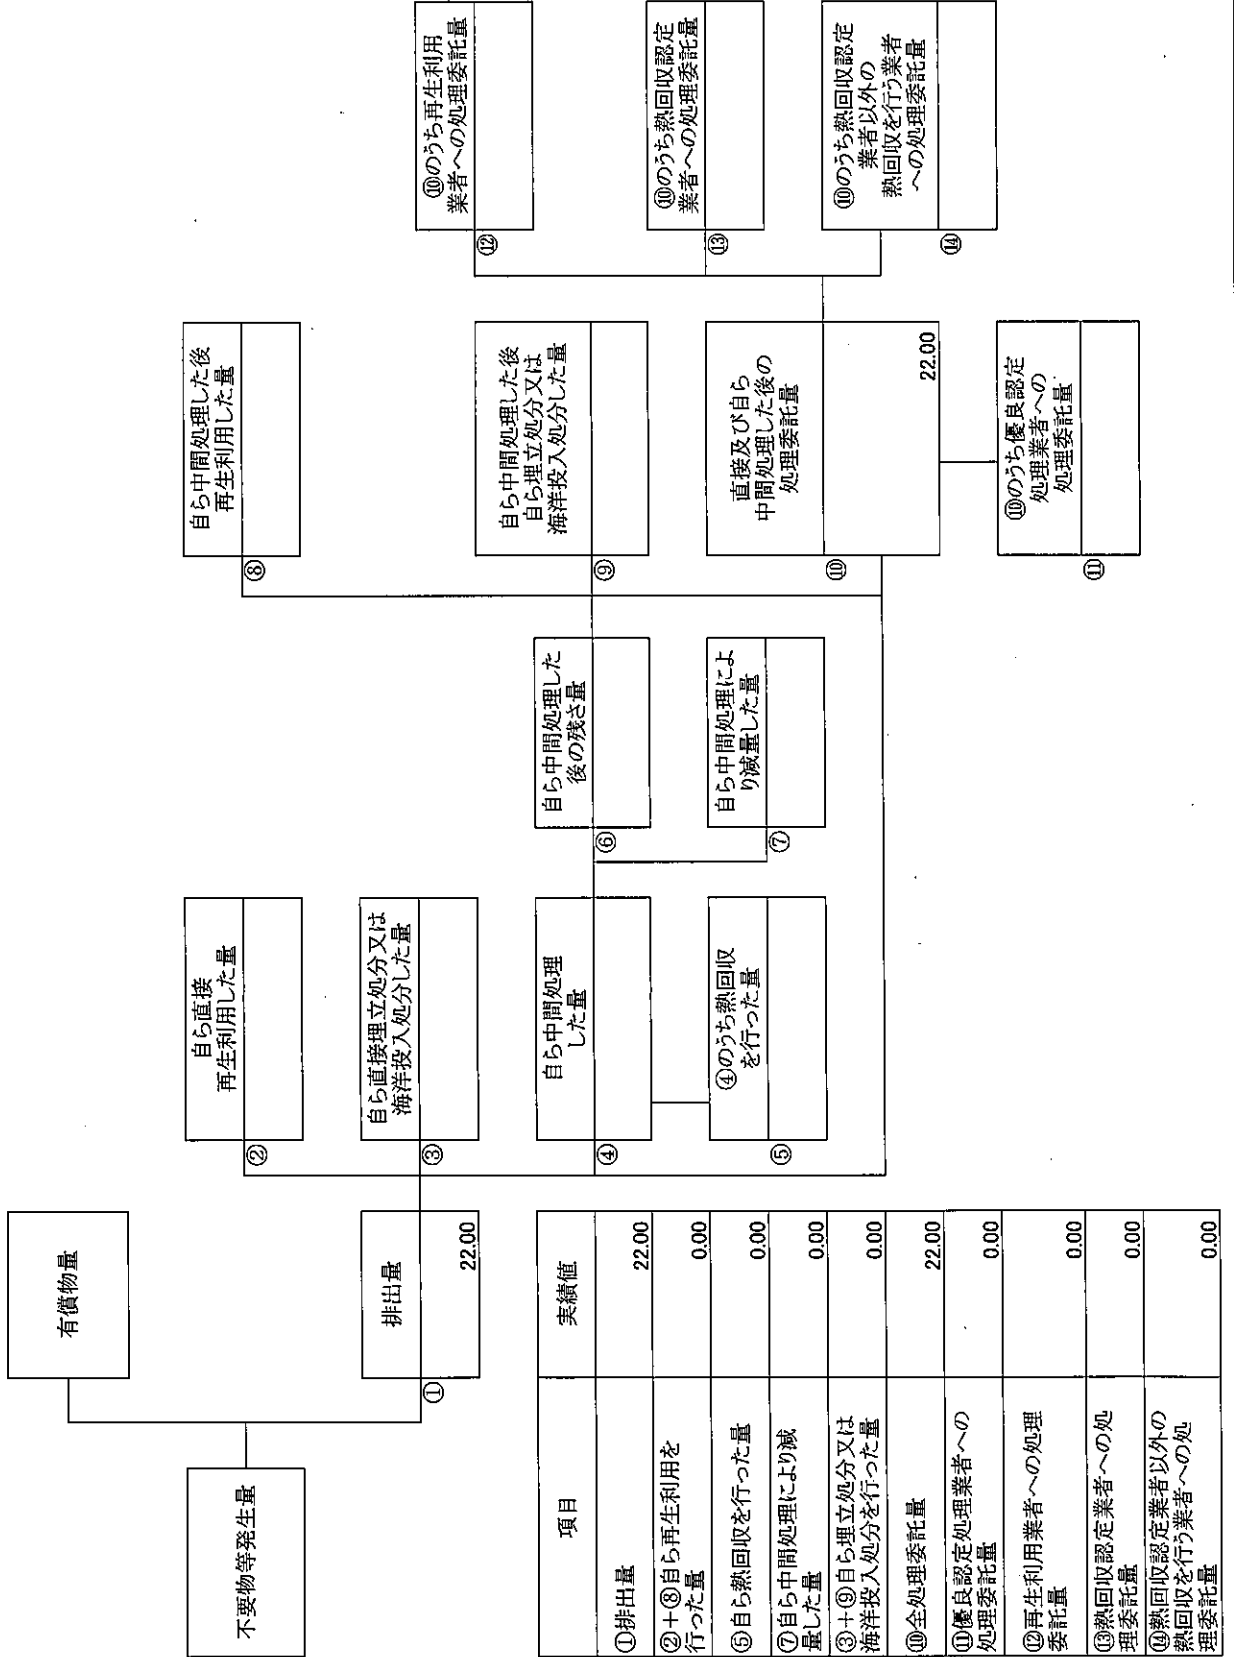 不要物等発生量
有償物量
排出量
①
22.00
自ら直接
再生利用した量
②
自ら直接埋立処分又は
海洋投入処分した量
③
自ら中間処理
した量
④
④のうち熱回収
を行った量
⑤
自ら中間処理した
後の残さ量
⑥
自ら中間処理によ
り減量した量
⑦
自ら中間処理した後
再生利用した量
⑧
自ら中間処理した後
自ら埋立処分又は
海洋投入処分した量
⑨
直接及び自ら
中間処理した後の
処理委託量
⑩
22.00
⑩のうち優良認定
処理業者への
処理委託量
⑪
⑩のうち再生利用
業者への処理委託量
⑫
⑩のうち熱回収認定
業者への処理委託量
⑬
⑩のうち熱回収認定
業者以外の
熱回収を行う業者
への処理委託量
⑭
項目 実績値
①排出量 22.00
②+⑧自ら再生利用を
行った量 0.00
⑤自ら熱回収を行った量 0.00
⑦自ら中間処理により減
量した量 0.00
③+⑨自ら埋立処分又は
海洋投入処分を行った量 0.00
⑩全処理委託量 22.00
⑪優良認定処理業者への
処理委託量 0.00
⑫再生利用業者への処理
委託量 0.00
⑬熱回収認定業者への処
理委託量 0.00
⑭熱回収認定業者以外の
熱回収を行う業者への処
理委託量 0.00